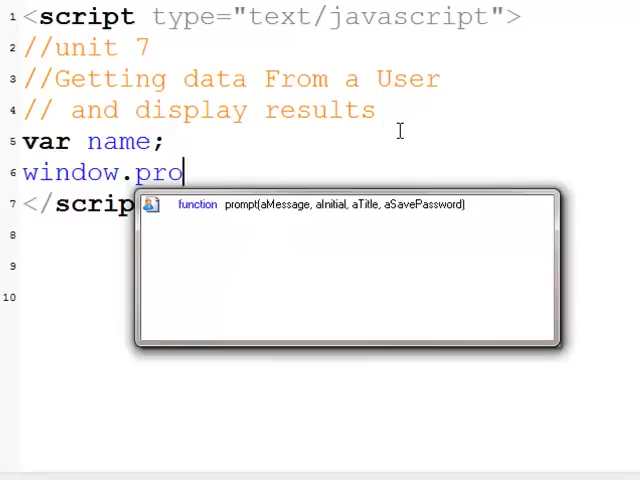 1 <script type="text/javascript">
2 //unit 7
3 //Getting data From a User
4 // and display results
5 var name;
6 window.pro
function prompt(aMessage, aInitial, aTitle, aSavePassword)
7 </scrip
8
9
10